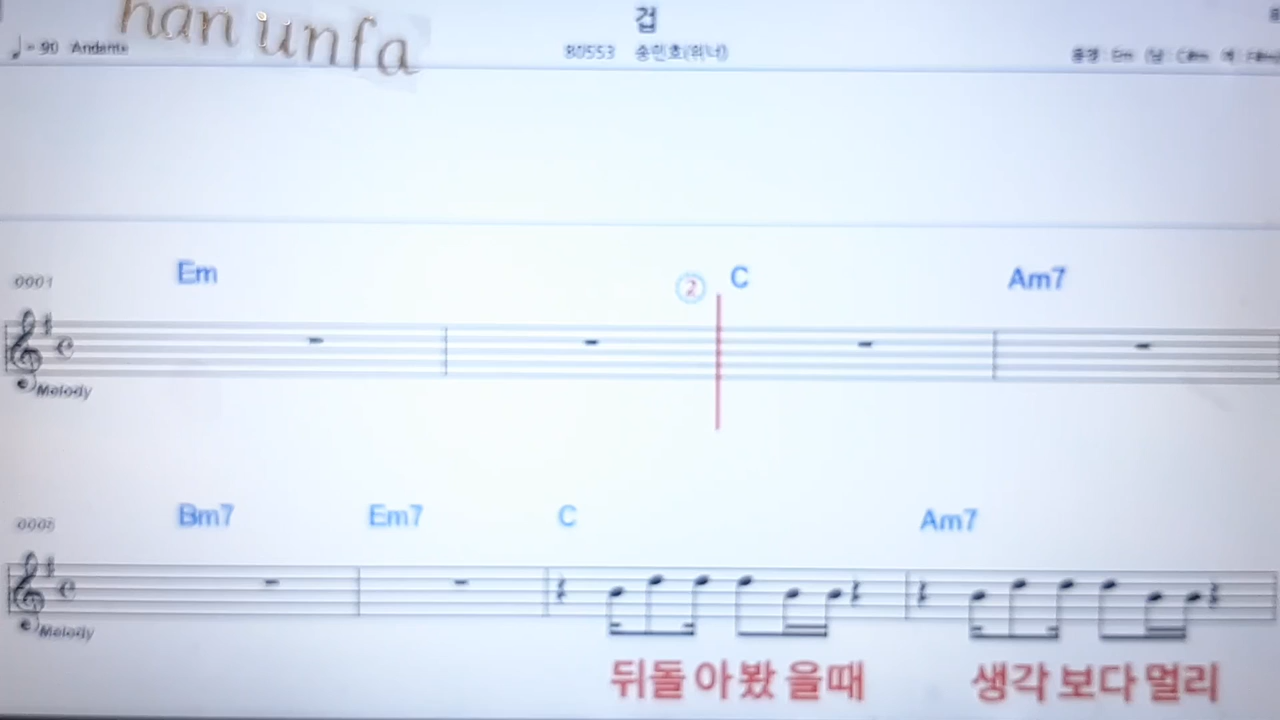 han unfa
겁
♩= 90 Andante
80553 송민호(위너)
Em
② C
Am7
0001
Melody
Bm7
Em7
C
Am7
0005
Melody
뒤돌 아 봤 을때
생각 보다 멀리